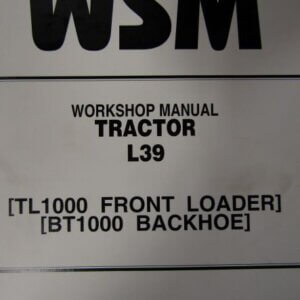 WSM
WORKSHOP MANUAL
TRACTOR
L39
[TL1000 FRONT LOADER]
[BT1000 BACKHOE]